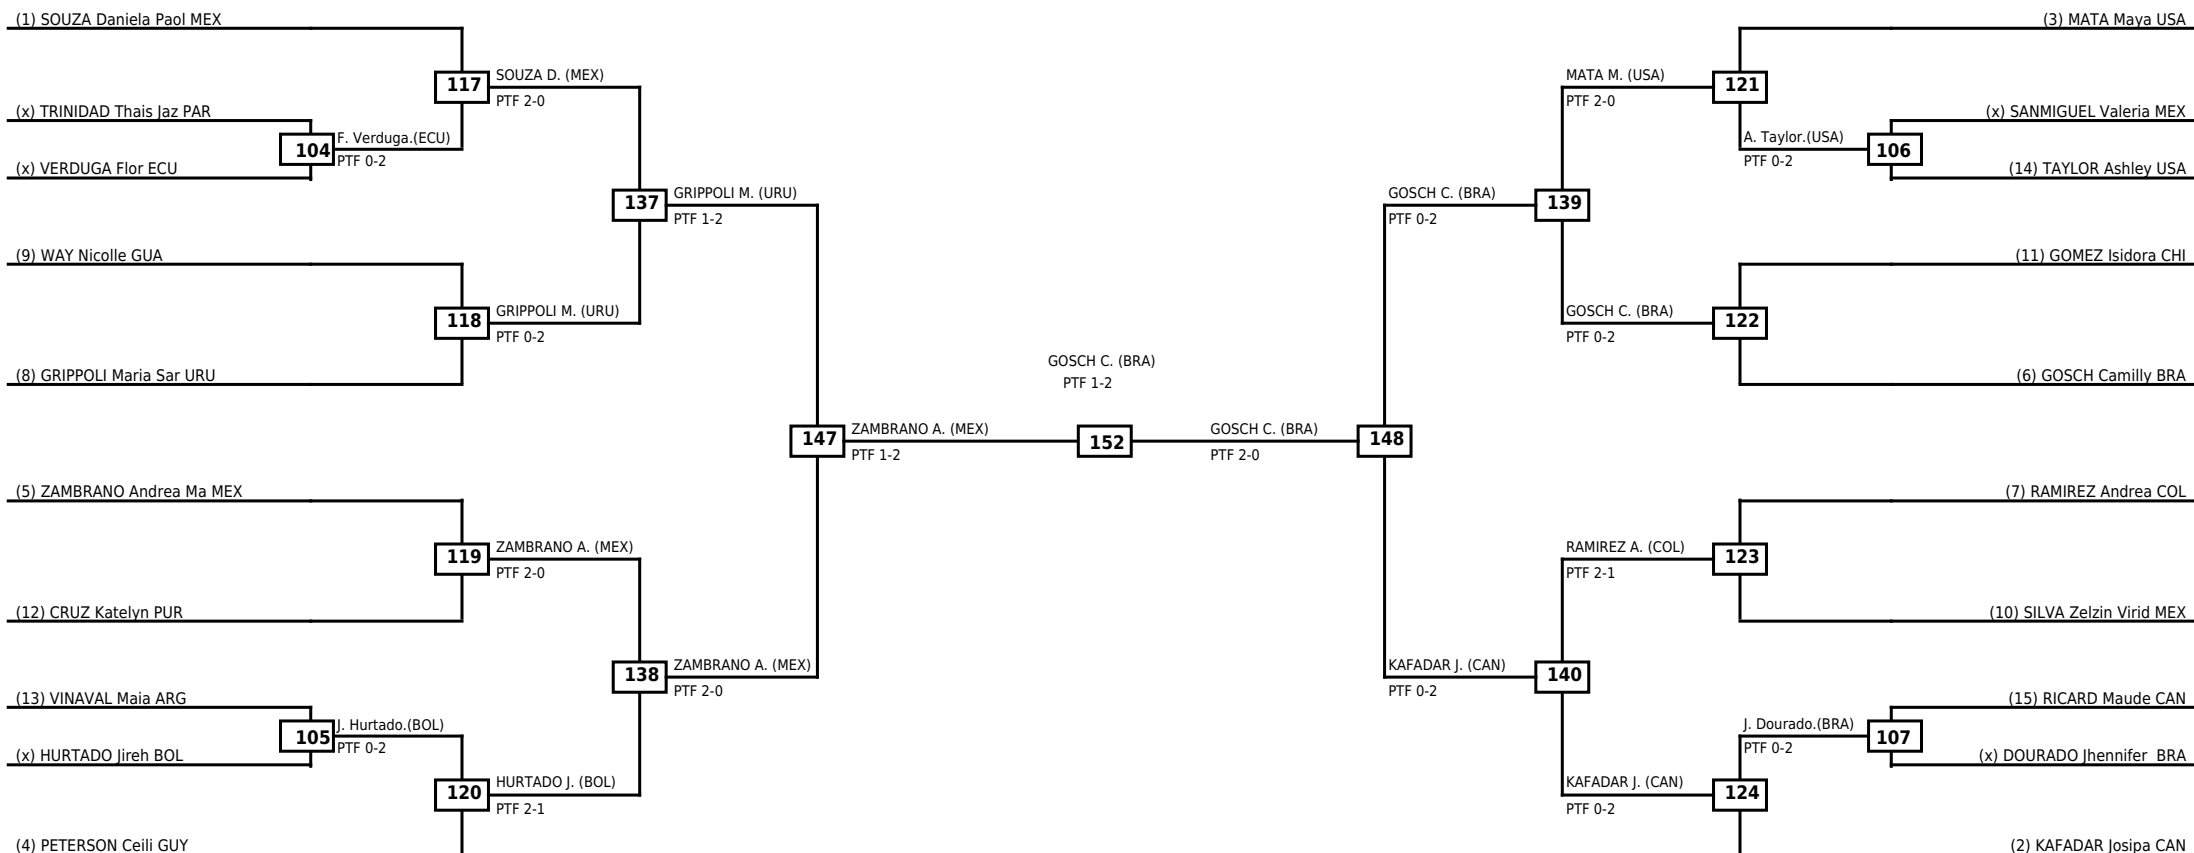 (1) SOUZA Daniela Paol MEX
(x) TRINIDAD Thais Jaz PAR
(x) VERDUGA Flor ECU
(9) WAY Nicolle GUA
(8) GRIPPOLI Maria Sar URU
(5) ZAMBRANO Andrea Ma MEX
(12) CRUZ Katelyn PUR
(13) VINAVAL Maia ARG
(x) HURTADO Jireh BOL
(4) PETERSON Ceili GUY
104
F. Verduga.(ECU)
PTF 0-2
105
J. Hurtado.(BOL)
PTF 0-2
117
SOUZA D. (MEX)
PTF 2-0
118
GRIPPOLI M. (URU)
PTF 0-2
119
ZAMBRANO A. (MEX)
PTF 2-0
120
HURTADO J. (BOL)
PTF 2-1
137
GRIPPOLI M. (URU)
PTF 1-2
138
ZAMBRANO A. (MEX)
PTF 2-0
147
ZAMBRANO A. (MEX)
PTF 1-2
GOSCH C. (BRA)
PTF 1-2
152
GOSCH C. (BRA)
PTF 2-0
148
GOSCH C. (BRA)
PTF 0-2
139
KAFADAR J. (CAN)
PTF 0-2
140
MATA M. (USA)
PTF 2-0
121
GOSCH C. (BRA)
PTF 0-2
122
RAMIREZ A. (COL)
PTF 2-1
123
KAFADAR J. (CAN)
PTF 0-2
124
A. Taylor.(USA)
PTF 0-2
106
J. Dourado.(BRA)
PTF 0-2
107
(3) MATA Maya USA
(x) SANMIGUEL Valeria MEX
(14) TAYLOR Ashley USA
(11) GOMEZ Isidora CHI
(6) GOSCH Camilly BRA
(7) RAMIREZ Andrea COL
(10) SILVA Zelzin Virid MEX
(15) RICARD Maude CAN
(x) DOURADO Jhennifer BRA
(2) KAFADAR Josipa CAN